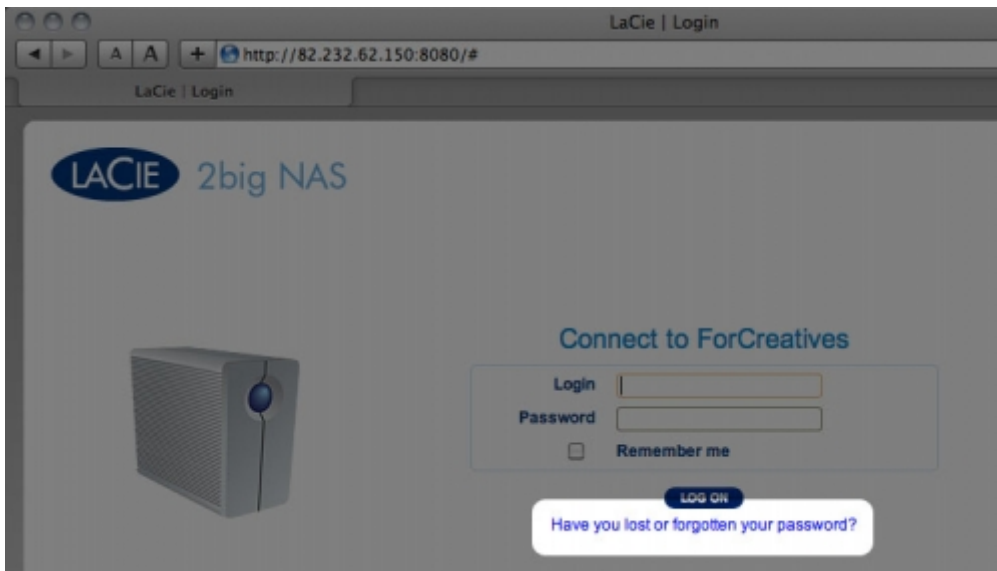 LaCie | Login
A A + http://82.232.62.150:8080/#
LaCie | Login
LACIE 2big NAS
Connect to ForCreatives
Login
Password
Remember me
LOG ON
Have you lost or forgotten your password?